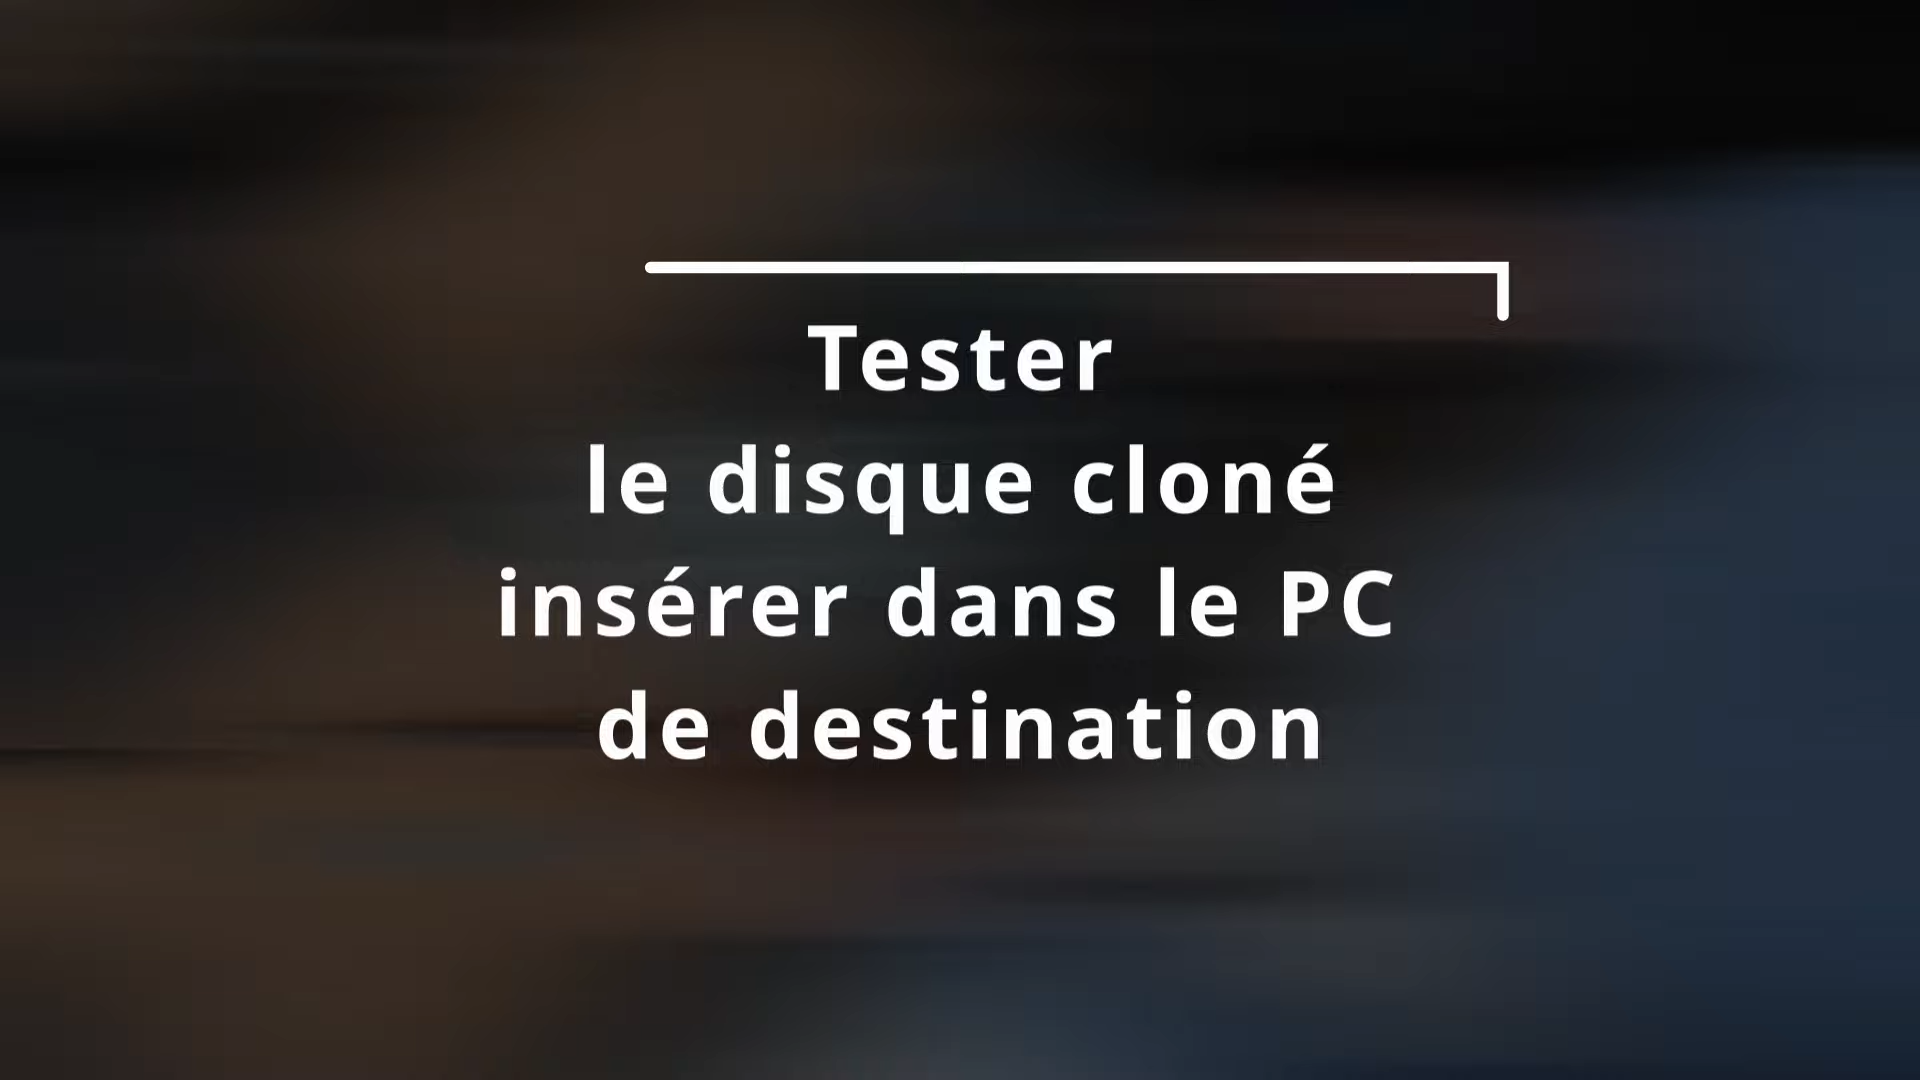 Tester
le disque cloné
insérer dans le PC
de destination